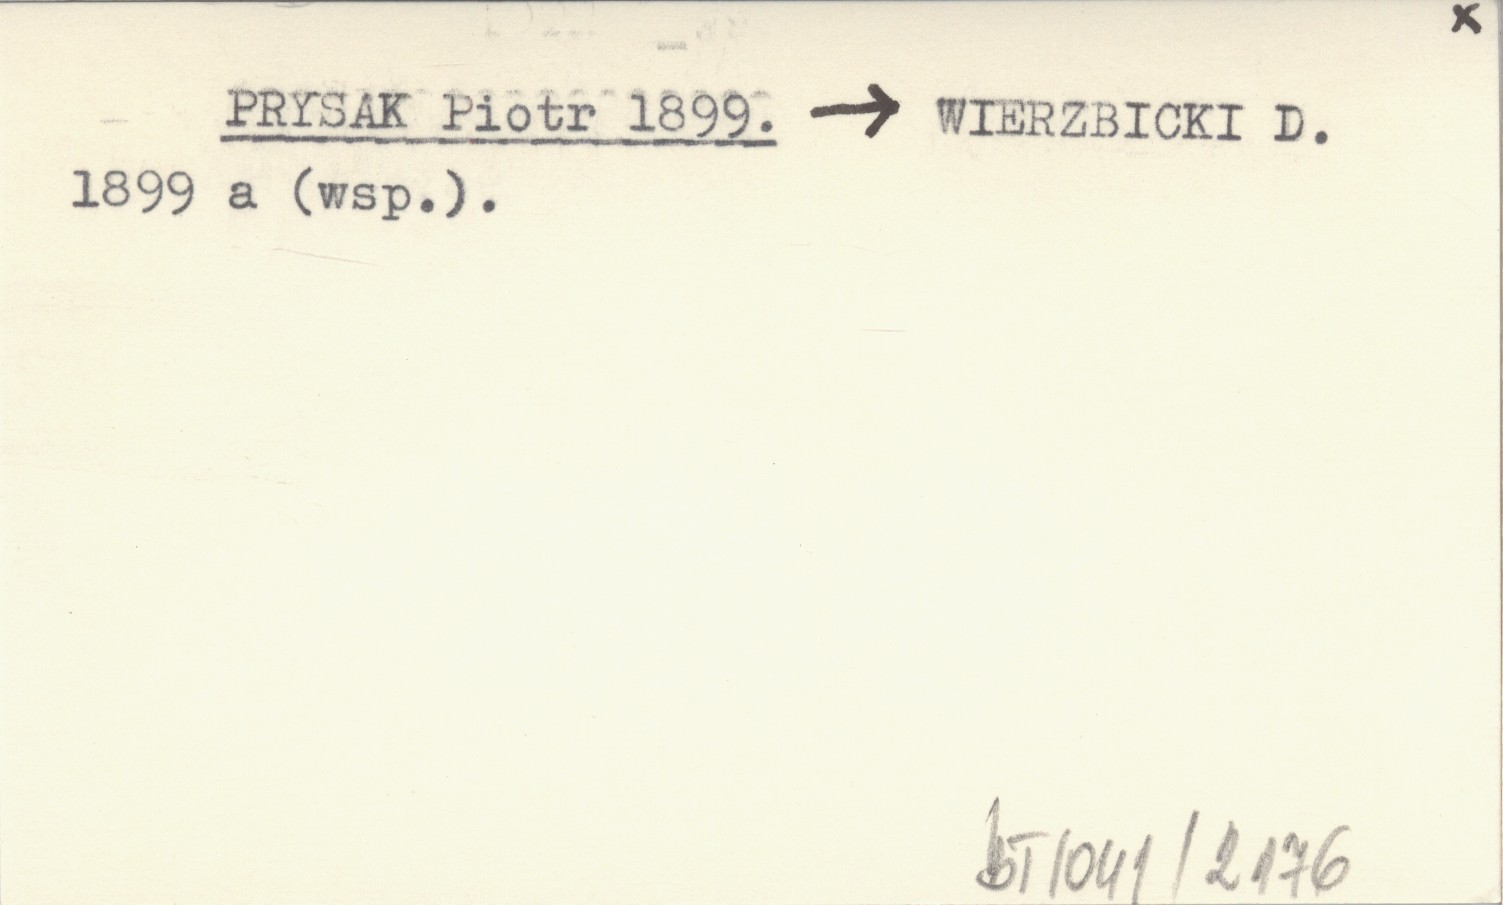 x
PRYSAK Piotr 1899. → WIERZBICKI D.
1899 a (wsp.).
bT/041/2176